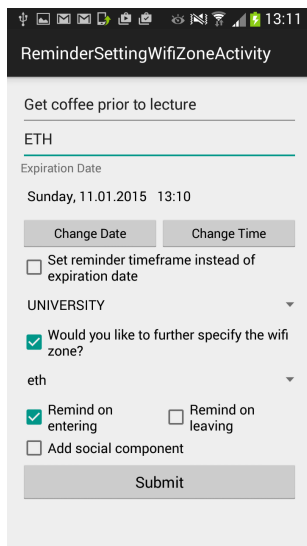 13:11
ReminderSettingWifiZoneActivity
Get coffee prior to lecture
ETH
Expiration Date
Sunday, 11.01.2015 13:10
Change Date Change Time
Set reminder timeframe instead of
expiration date
UNIVERSITY
Would you like to further specify the wifi
zone?
eth
Remind on
entering
Remind on
leaving
Add social component
Submit